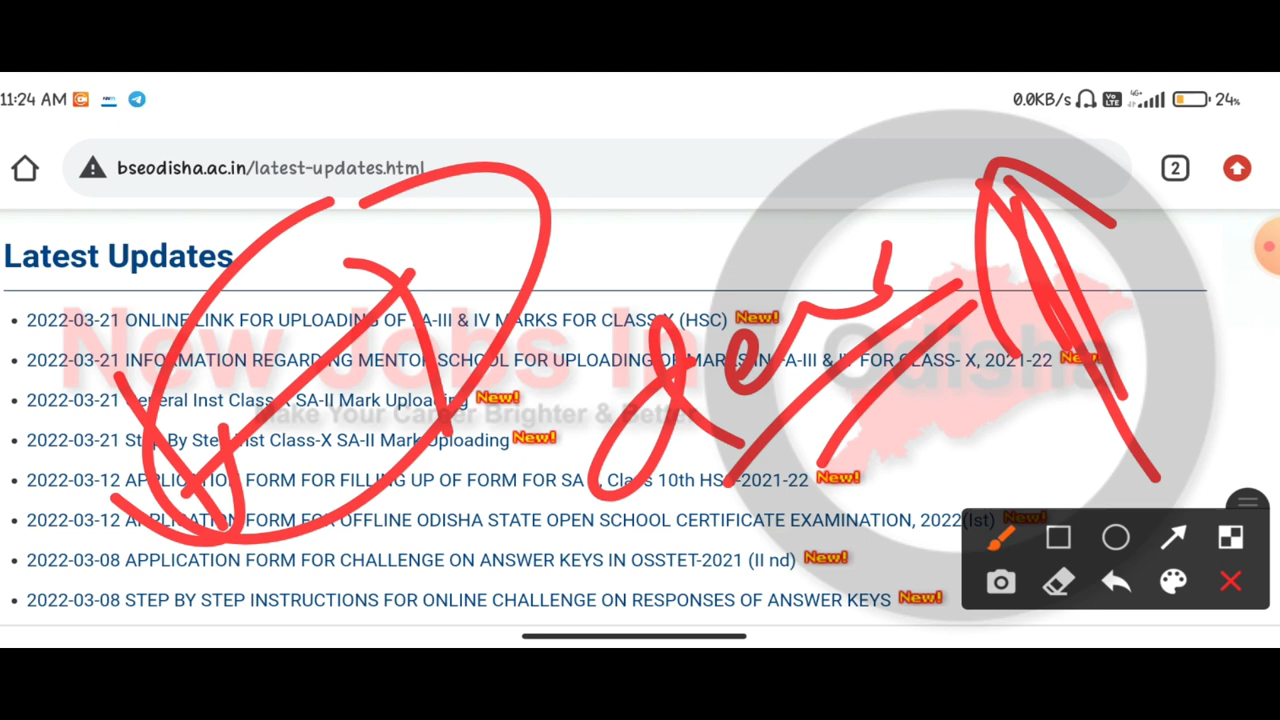 11:24 AM
0.0KB/s Vo LTE 4G+ 24%
bseodisha.ac.in/latest-updates.html
2
Latest Updates
• 2022-03-21 ONLINE LINK FOR UPLOADING OF FA-III & IV MARKS FOR CLASS-X (HSC) New!
• 2022-03-21 INFORMATION REGARDING MENTOR SCHOOL FOR UPLOADING OF MARKS IN FA-III & IV FOR CLASS- X, 2021-22 New!
• 2022-03-21 General Inst Class-X SA-II Mark Uploading New!
• 2022-03-21 Step By Step Inst Class-X SA-II Mark Uploading New!
• 2022-03-12 APPLICATION FORM FOR FILLING UP OF FORM FOR SA Class 10th HSC-2021-22 New!
• 2022-03-12 APPLICATION FORM FOR OFFLINE ODISHA STATE OPEN SCHOOL CERTIFICATE EXAMINATION, 2022(Ist) New!
• 2022-03-08 APPLICATION FORM FOR CHALLENGE ON ANSWER KEYS IN OSSTET-2021 (II nd) New!
• 2022-03-08 STEP BY STEP INSTRUCTIONS FOR ONLINE CHALLENGE ON RESPONSES OF ANSWER KEYS New!
New Jobs In Odisha
Make Your Career Brighter & Better